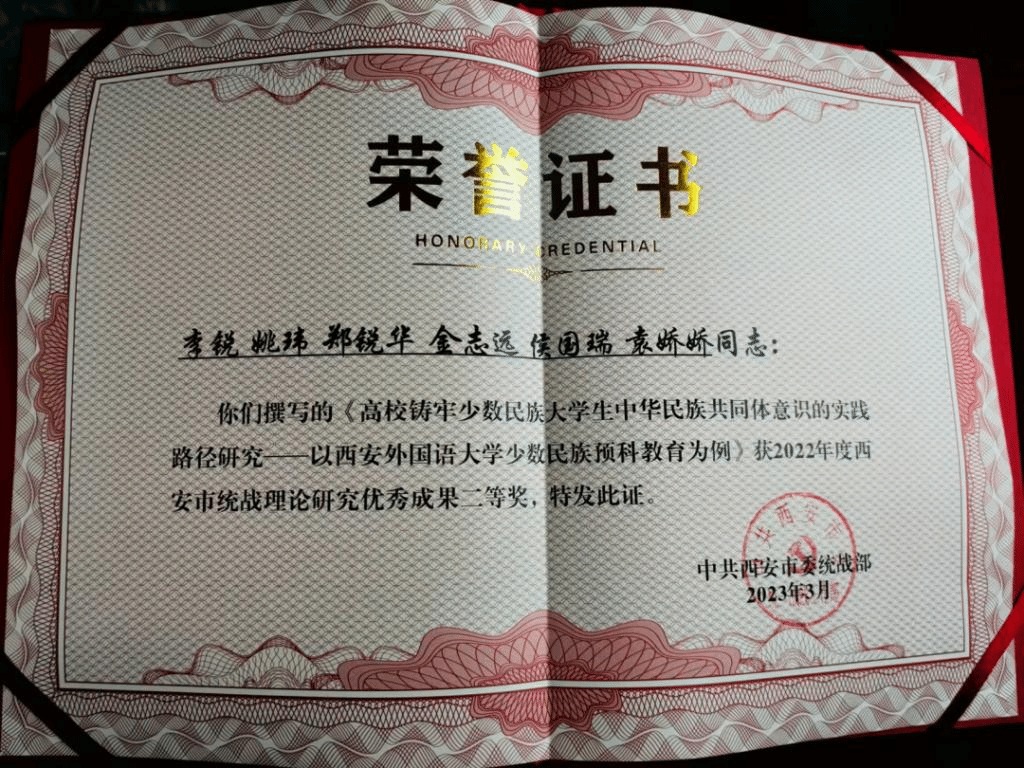 荣誉证书
HONORARY CREDENTIAL
李锐 姚玮 郑锐华 金志远 侯国瑞 袁娇娇同志：
你们撰写的《高校铸牢少数民族大学生中华民族共同体意识的实践
路径研究——以西安外国语大学少数民族预科教育为例》获2022年度西
安市统战理论研究优秀成果二等奖，特发此证。
中共西安市委统战部
2023年3月